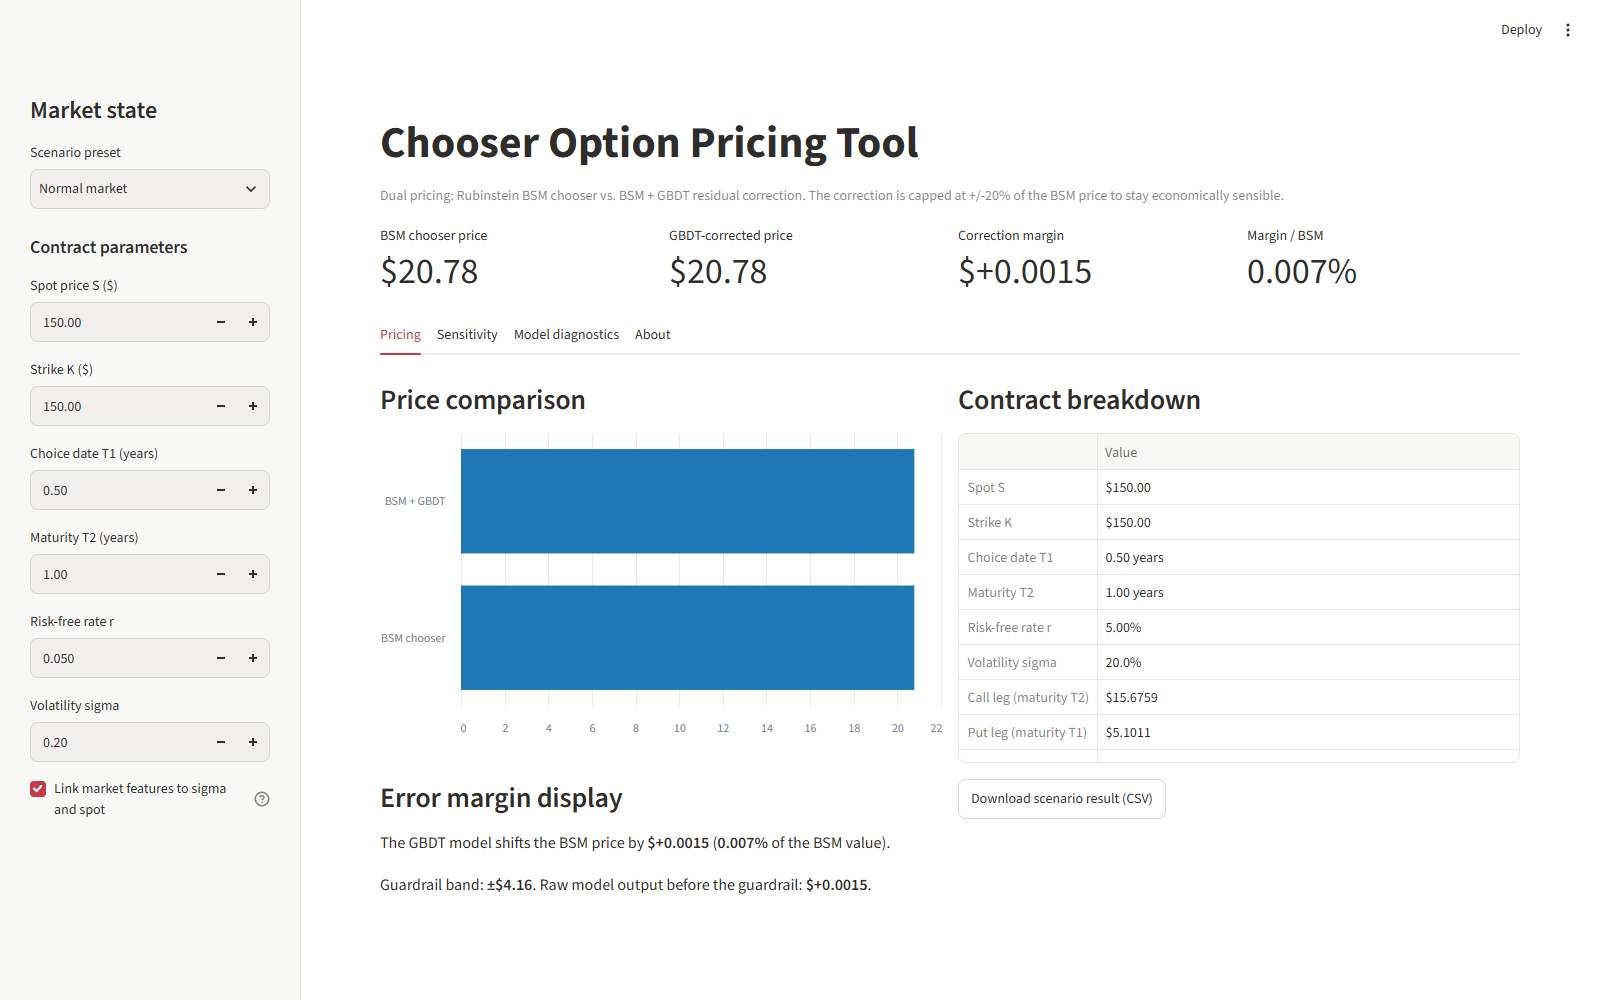 Deploy
Market state
Scenario preset
Normal market
Contract parameters
Spot price S ($)
150.00
Strike K ($)
150.00
Choice date T1 (years)
0.50
Maturity T2 (years)
1.00
Risk-free rate r
0.050
Volatility sigma
0.20
Link market features to sigma
and spot
Chooser Option Pricing Tool
Dual pricing: Rubinstein BSM chooser vs. BSM + GBDT residual correction. The correction is capped at +/-20% of the BSM price to stay economically sensible.
BSM chooser price
$20.78
GBDT-corrected price
$20.78
Correction margin
$+0.0015
Margin / BSM
0.007%
Pricing Sensitivity Model diagnostics About
Price comparison
BSM + GBDT
BSM chooser
0 2 4 6 8 10 12 14 16 18 20 22
Error margin display
The GBDT model shifts the BSM price by $+0.0015 (0.007% of the BSM value).
Guardrail band: ±$4.16. Raw model output before the guardrail: $+0.0015.
Contract breakdown
Value
Spot S $150.00
Strike K $150.00
Choice date T1 0.50 years
Maturity T2 1.00 years
Risk-free rate r 5.00%
Volatility sigma 20.0%
Call leg (maturity T2) $15.6759
Put leg (maturity T1) $5.1011
Download scenario result (CSV)